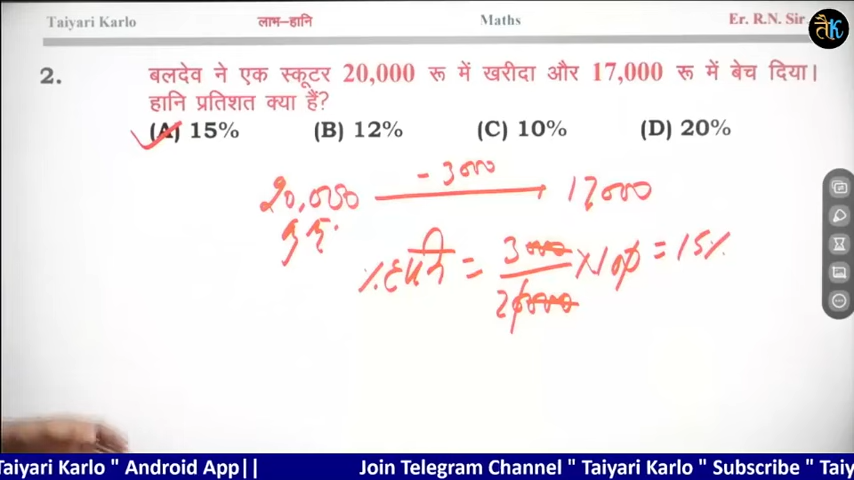 Taiyari Karlo लाभ-हानि Maths Er. R.N. Sir.
तैK
2. बलदेव ने एक स्कूटर 20,000 रू में खरीदा और 17,000 रू में बेच दिया।
हानि प्रतिशत क्या हैं?
(A) 15% (B) 12% (C) 10% (D) 20%
- 3000
20,000 17000
% हानि = 3000/20000 × 100 = 15%
Taiyari Karlo " Android App|| Join Telegram Channel " Taiyari Karlo " Subscribe " Taiy